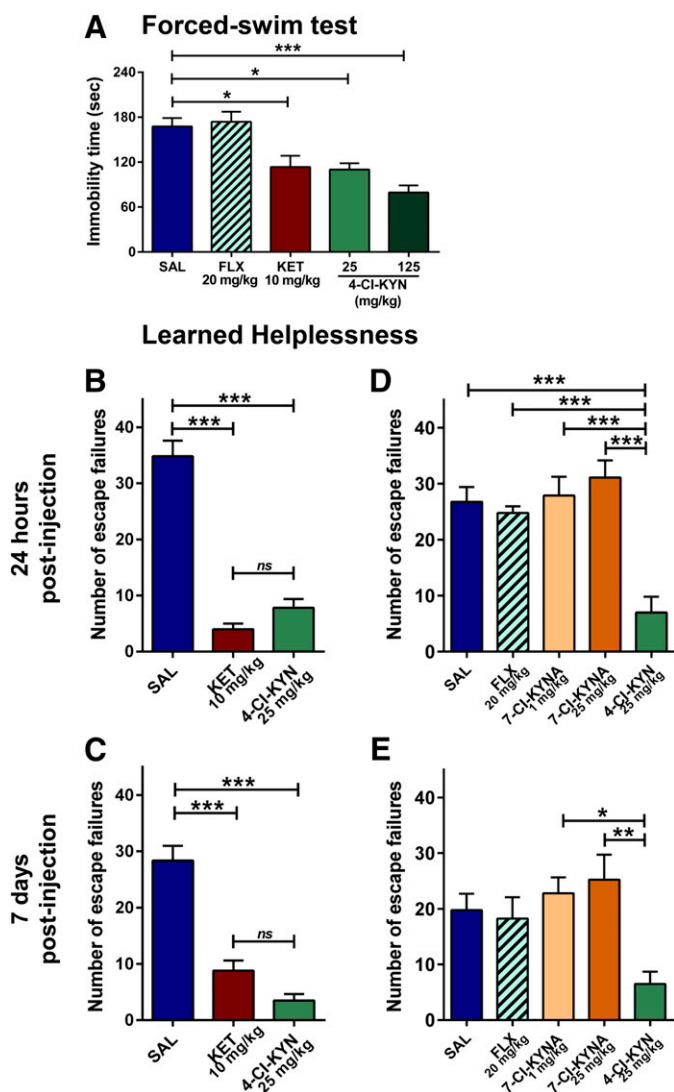 A Forced-swim test
***
*
*
Immobility time (sec)
240
180
120
60
0
SAL
FLX
20 mg/kg
KET
10 mg/kg
25
125
4-Cl-KYN
(mg/kg)
Learned Helplessness
24 hours
post-injection
B
***
***
ns
Number of escape failures
40
30
20
10
0
SAL
KET
10 mg/kg
4-Cl-KYN
25 mg/kg
D
***
***
***
***
Number of escape failures
40
30
20
10
0
SAL
FLX
20 mg/kg
7-Cl-KYNA
1 mg/kg
7-Cl-KYNA
25 mg/kg
4-Cl-KYN
25 mg/kg
7 days
post-injection
C
***
***
ns
Number of escape failures
40
30
20
10
0
SAL
KET
10 mg/kg
4-Cl-KYN
25 mg/kg
E
*
**
Number of escape failures
40
30
20
10
0
SAL
FLX
20 mg/kg
7-Cl-KYNA
1 mg/kg
7-Cl-KYNA
25 mg/kg
4-Cl-KYN
25 mg/kg